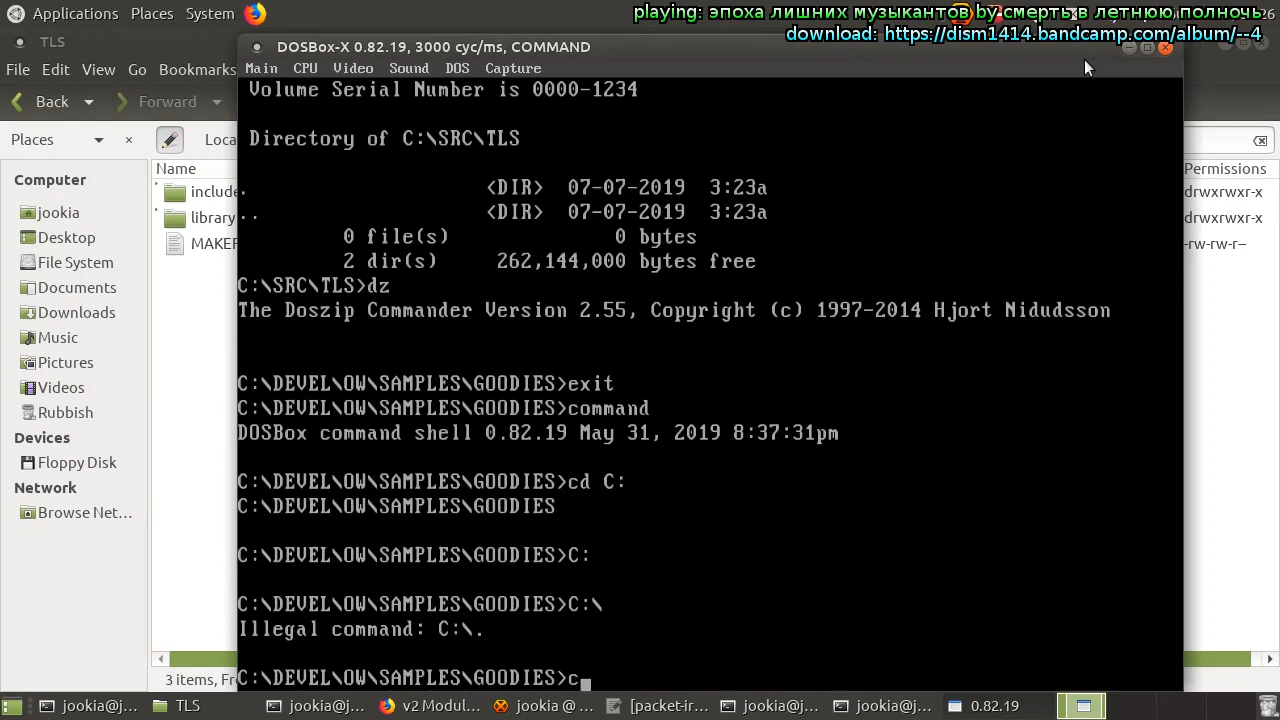 Applications Places System
26
playing: эпоха лишних музыкантов by смерть в летнюю полночь
download: https://dism1414.bandcamp.com/album/--4
TLS
File Edit View Go Bookmarks
Back Forward
Places
Name
Permissions
Computer
jookia
Desktop
File System
Documents
Downloads
Music
Pictures
Videos
Rubbish
Devices
Floppy Disk
Network
Browse Net…
include
library
drwxrwxr-x
drwxrwxr-x
-rw-rw-r--
DOSBox-X 0.82.19, 3000 cyc/ms, COMMAND
Main CPU Video Sound DOS Capture
Volume Serial Number is 0000-1234
Directory of C:\SRC\TLS
. <DIR> 07-07-2019 3:23a
.. <DIR> 07-07-2019 3:23a
0 file(s) 0 bytes
2 dir(s) 262,144,000 bytes free
C:\SRC\TLS>dz
The Doszip Commander Version 2.55, Copyright (c) 1997-2014 Hjort Nidudsson
C:\DEVEL\OW\SAMPLES\GOODIES>exit
C:\DEVEL\OW\SAMPLES\GOODIES>command
DOSBox command shell 0.82.19 May 31, 2019 8:37:31pm
C:\DEVEL\OW\SAMPLES\GOODIES>cd C:
C:\DEVEL\OW\SAMPLES\GOODIES
C:\DEVEL\OW\SAMPLES\GOODIES>C:
C:\DEVEL\OW\SAMPLES\GOODIES>C:\
Illegal command: C:\.
C:\DEVEL\OW\SAMPLES\GOODIES>c
3 items, Fr
jookia@j… TLS jookia@j… v2 Modul… jookia @ … [packet-ir… jookia@j… jookia@j… 0.82.19